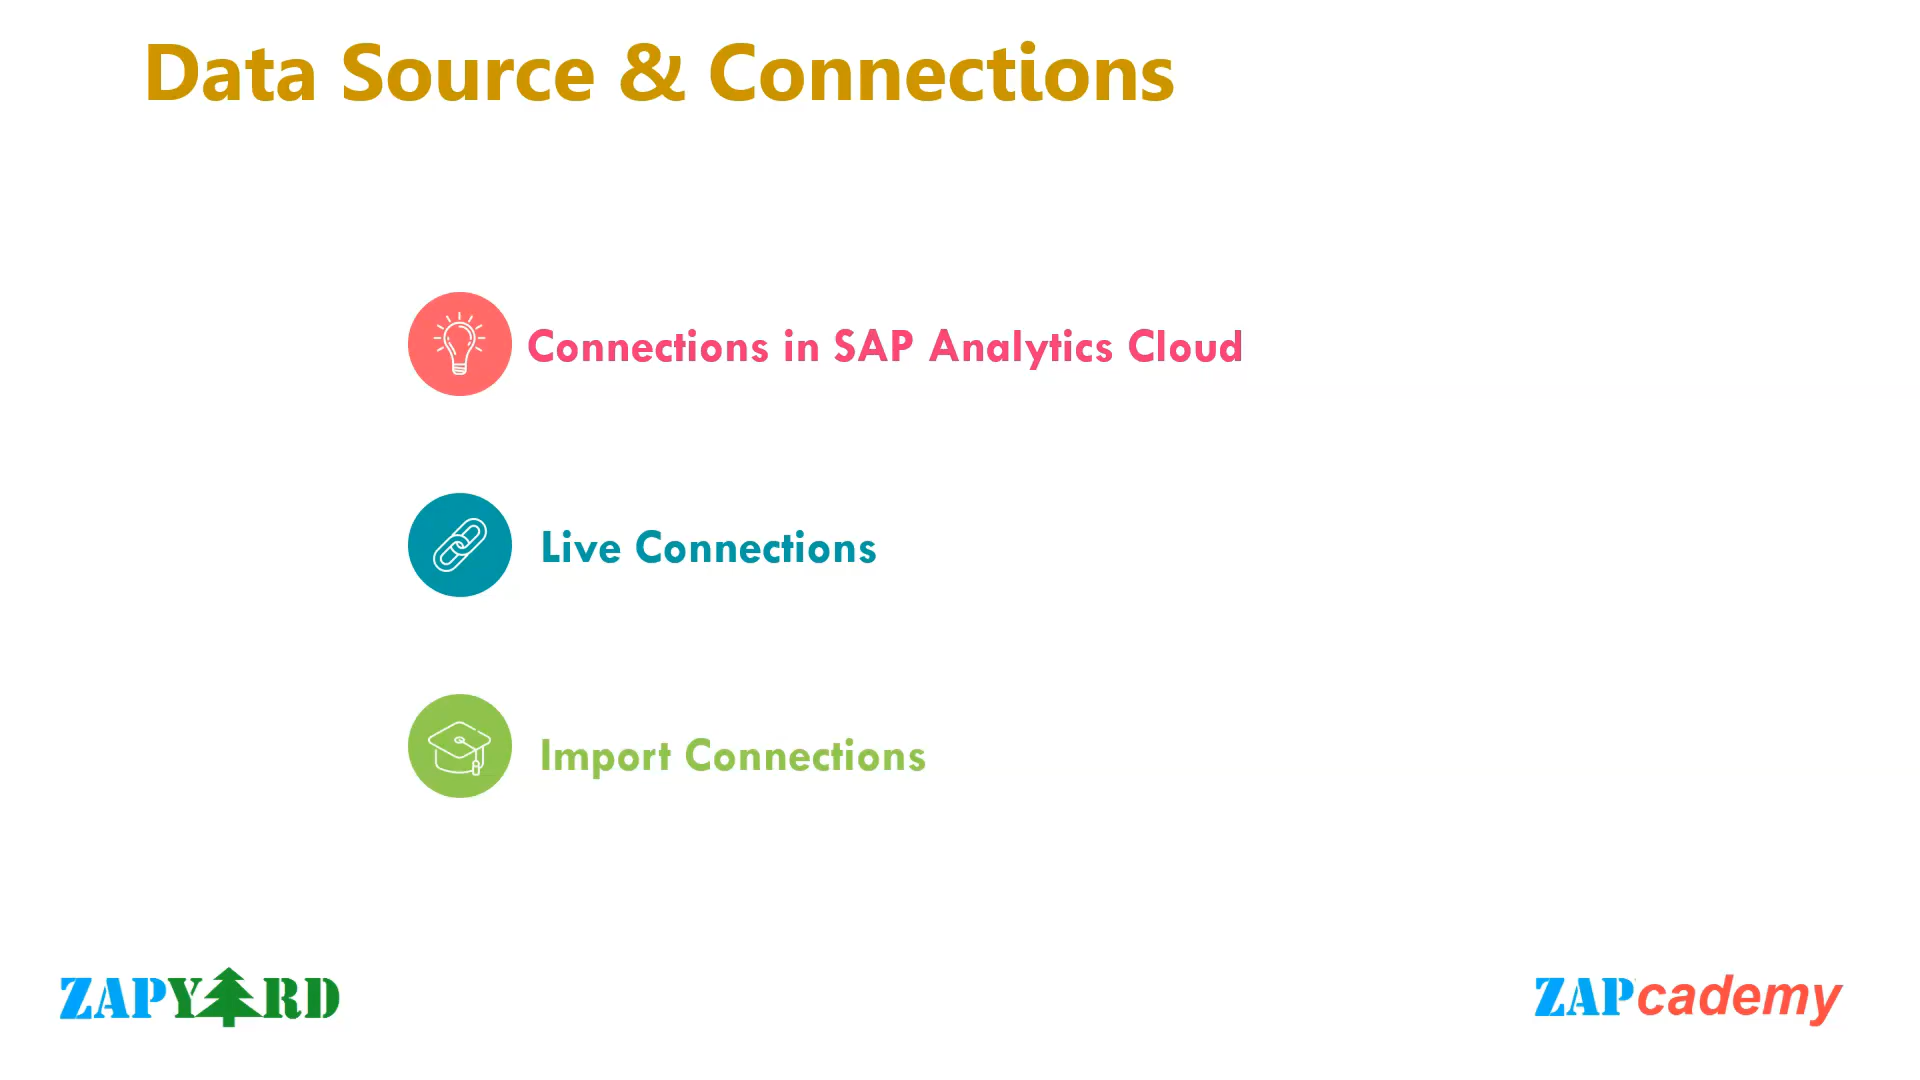 Data Source & Connections
Connections in SAP Analytics Cloud
Live Connections
Import Connections
ZAPYARD
ZAPcademy